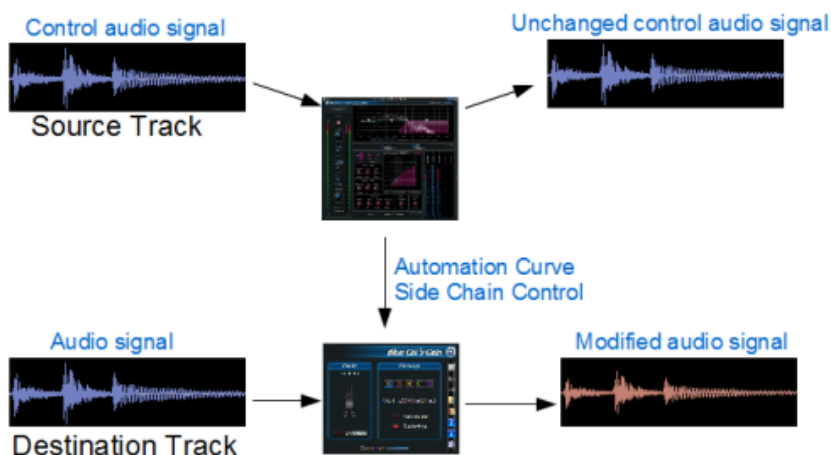 Control audio signal
Unchanged control audio signal
Source Track
Automation Curve
Side Chain Control
Audio signal
Modified audio signal
Blue Cat's Gain
Destination Track